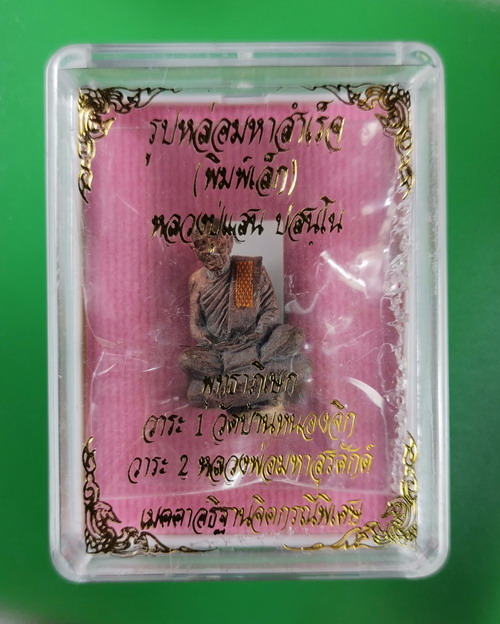 รูปหล่อมหาสำเร็จ
(พิมพ์เล็ก)
หลวงปู่แสน ปสนฺโน
พุทธาภิเษก
วาระ 1 วัดบ้านหนองจิก
วาระ 2 หลวงพ่อมหาสุรศักดิ์
เมตตาอธิฐานจิตกรณีพิเศษ